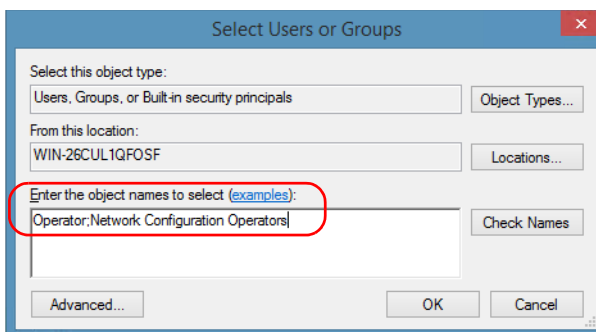 Select Users or Groups
Select this object type:
Users, Groups, or Built-in security principals
Object Types...
From this location:
WIN-26CUL1QFOSF
Locations...
Enter the object names to select (examples):
Operator;Network Configuration Operators
Check Names
Advanced...
OK
Cancel